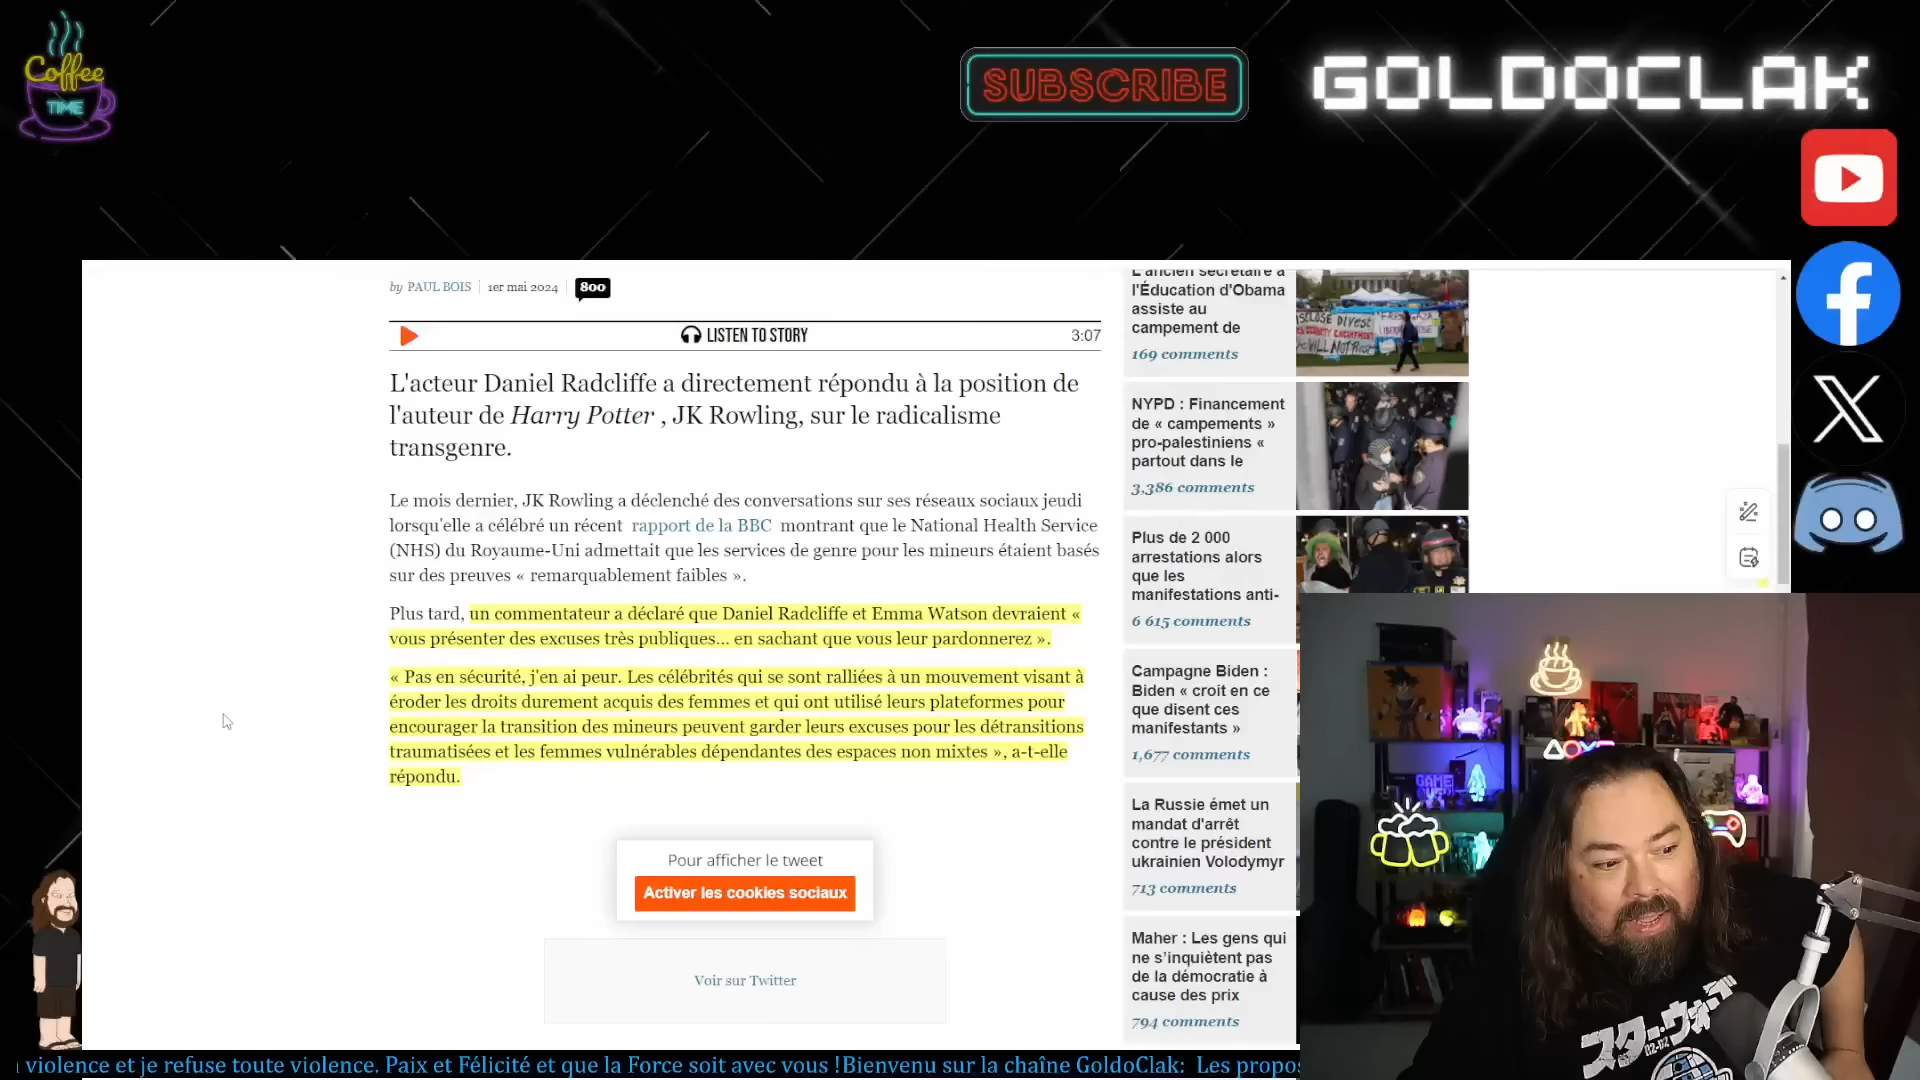 Coffee
TIME
SUBSCRIBE
GOLDOCLAK
by PAUL BOIS
1er mai 2024
800
LISTEN TO STORY
3:07
L'acteur Daniel Radcliffe a directement répondu à la position de
l'auteur de Harry Potter , JK Rowling, sur le radicalisme
transgenre.
Le mois dernier, JK Rowling a déclenché des conversations sur ses réseaux sociaux jeudi
lorsqu'elle a célébré un récent rapport de la BBC montrant que le National Health Service
(NHS) du Royaume-Uni admettait que les services de genre pour les mineurs étaient basés
sur des preuves « remarquablement faibles ».
Plus tard, un commentateur a déclaré que Daniel Radcliffe et Emma Watson devraient «
vous présenter des excuses très publiques... en sachant que vous leur pardonnerez ».
« Pas en sécurité, j'en ai peur. Les célébrités qui se sont ralliées à un mouvement visant à
éroder les droits durement acquis des femmes et qui ont utilisé leurs plateformes pour
encourager la transition des mineurs peuvent garder leurs excuses pour les détransitions
traumatisées et les femmes vulnérables dépendantes des espaces non mixtes », a-t-elle
répondu.
Pour afficher le tweet
Activer les cookies sociaux
Voir sur Twitter
L'ancien secrétaire à
l'Éducation d'Obama
assiste au
campement de
169 comments
NYPD : Financement
de « campements »
pro-palestiniens «
partout dans le
3,386 comments
Plus de 2 000
arrestations alors
que les
manifestations anti-
6 615 comments
Campagne Biden :
Biden « croit en ce
que disent ces
manifestants »
1,677 comments
La Russie émet un
mandat d'arrêt
contre le président
ukrainien Volodymyr
713 comments
Maher : Les gens qui
ne s'inquiètent pas
de la démocratie à
cause des prix
794 comments
GAME
スター・ウォーズ
R2-D2
violence et je refuse toute violence. Paix et Félicité et que la Force soit avec vous !Bienvenu sur la chaîne GoldoClak: Les propos